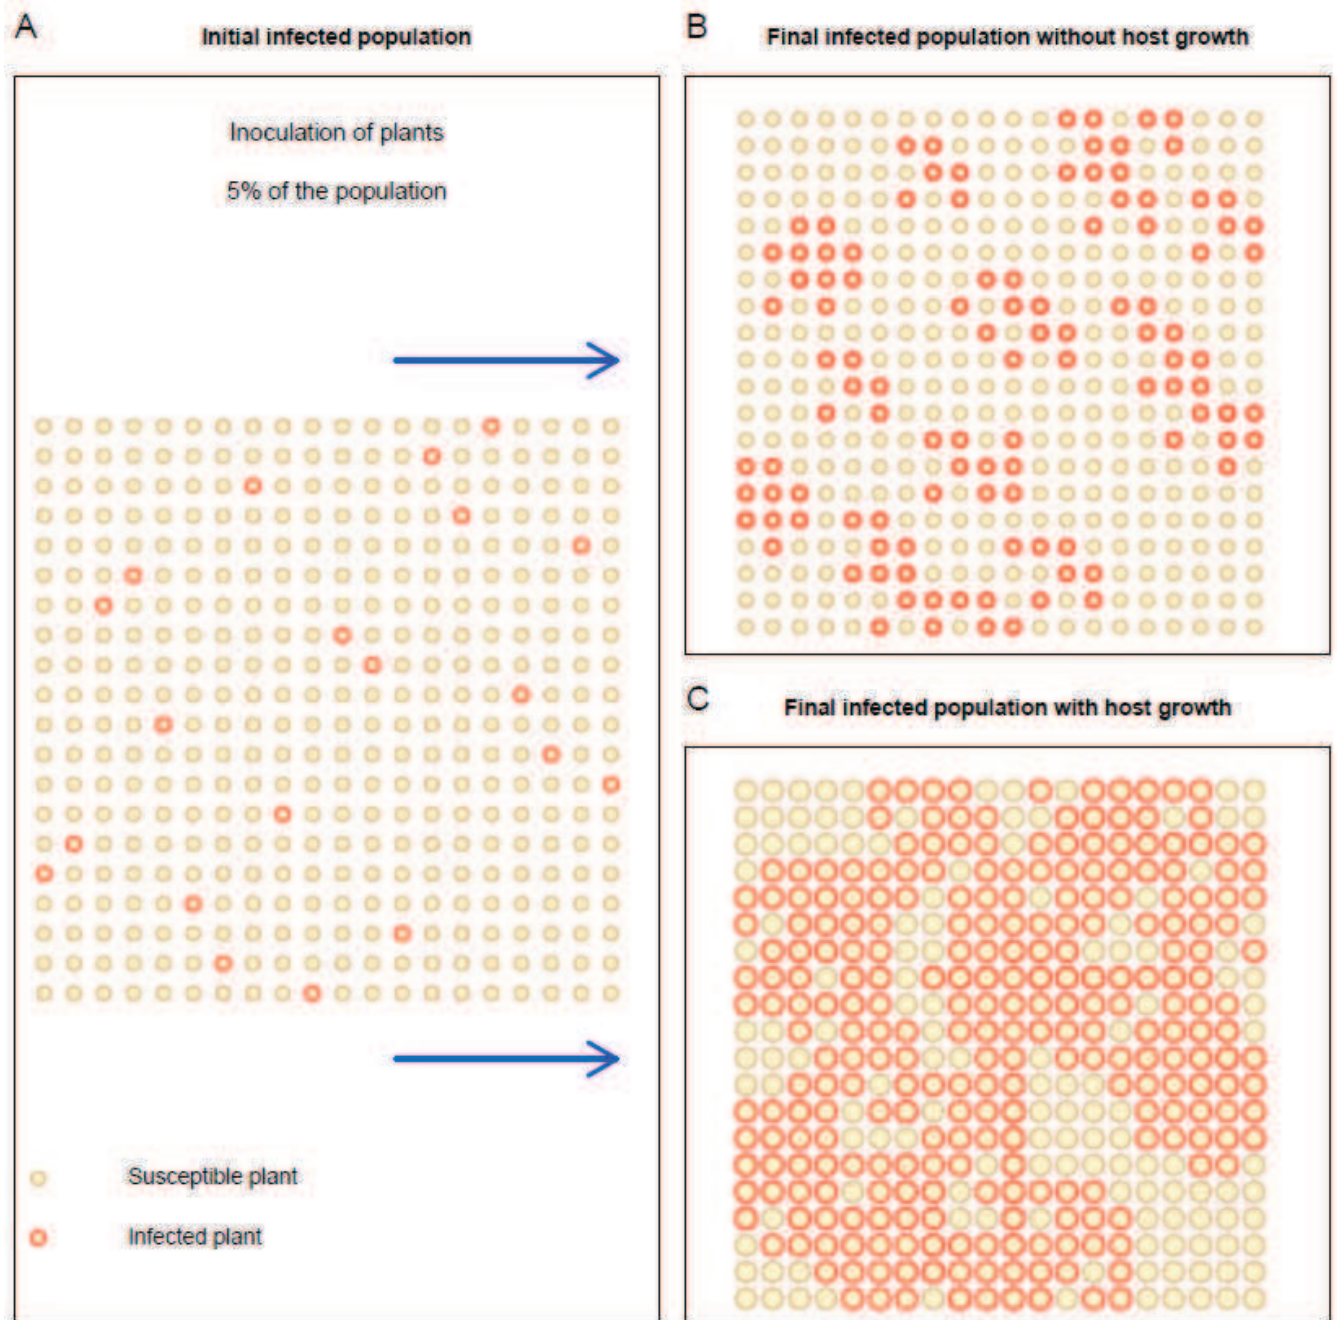 A
Initial infected population
Inoculation of plants
5% of the population
Susceptible plant
Infected plant
B
Final infected population without host growth
C
Final infected population with host growth